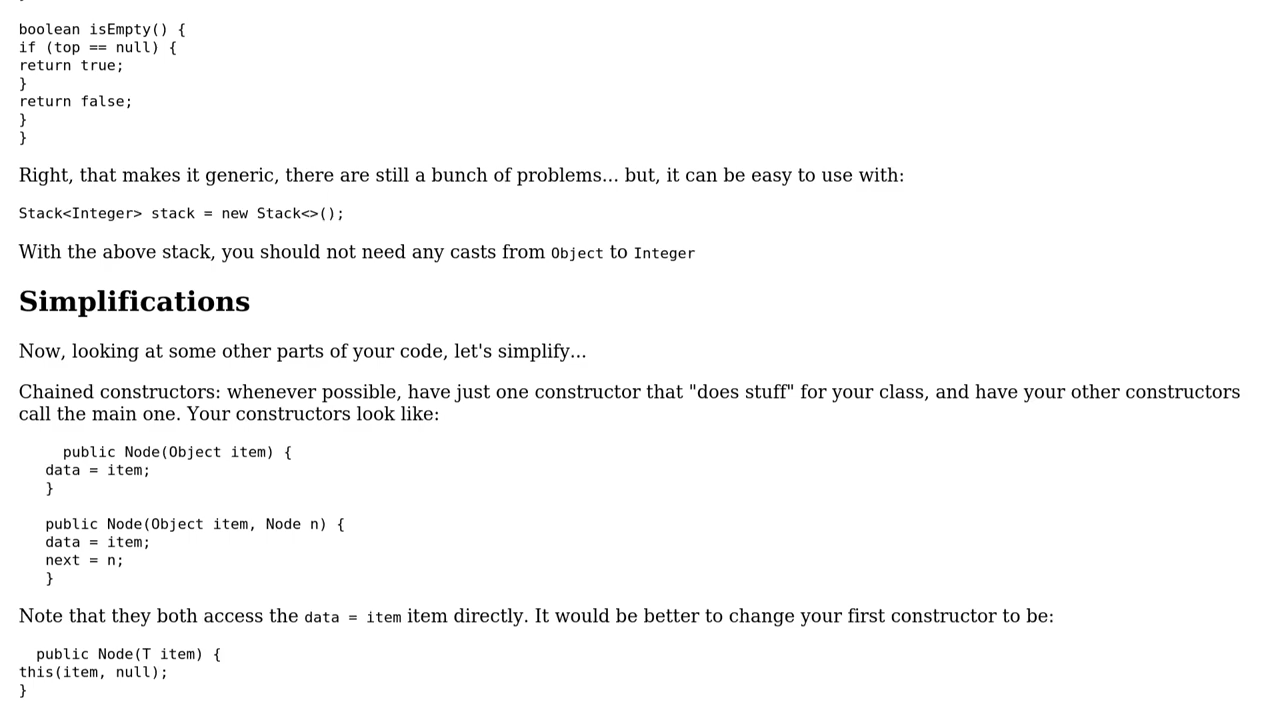 boolean isEmpty() {
if (top == null) {
return true;
}
return false;
}
}
Right, that makes it generic, there are still a bunch of problems... but, it can be easy to use with:
Stack<Integer> stack = new Stack<>();
With the above stack, you should not need any casts from Object to Integer
Simplifications
Now, looking at some other parts of your code, let's simplify...
Chained constructors: whenever possible, have just one constructor that "does stuff" for your class, and have your other constructors
call the main one. Your constructors look like:
public Node(Object item) {
data = item;
}
public Node(Object item, Node n) {
data = item;
next = n;
}
Note that they both access the data = item item directly. It would be better to change your first constructor to be:
public Node(T item) {
this(item, null);
}